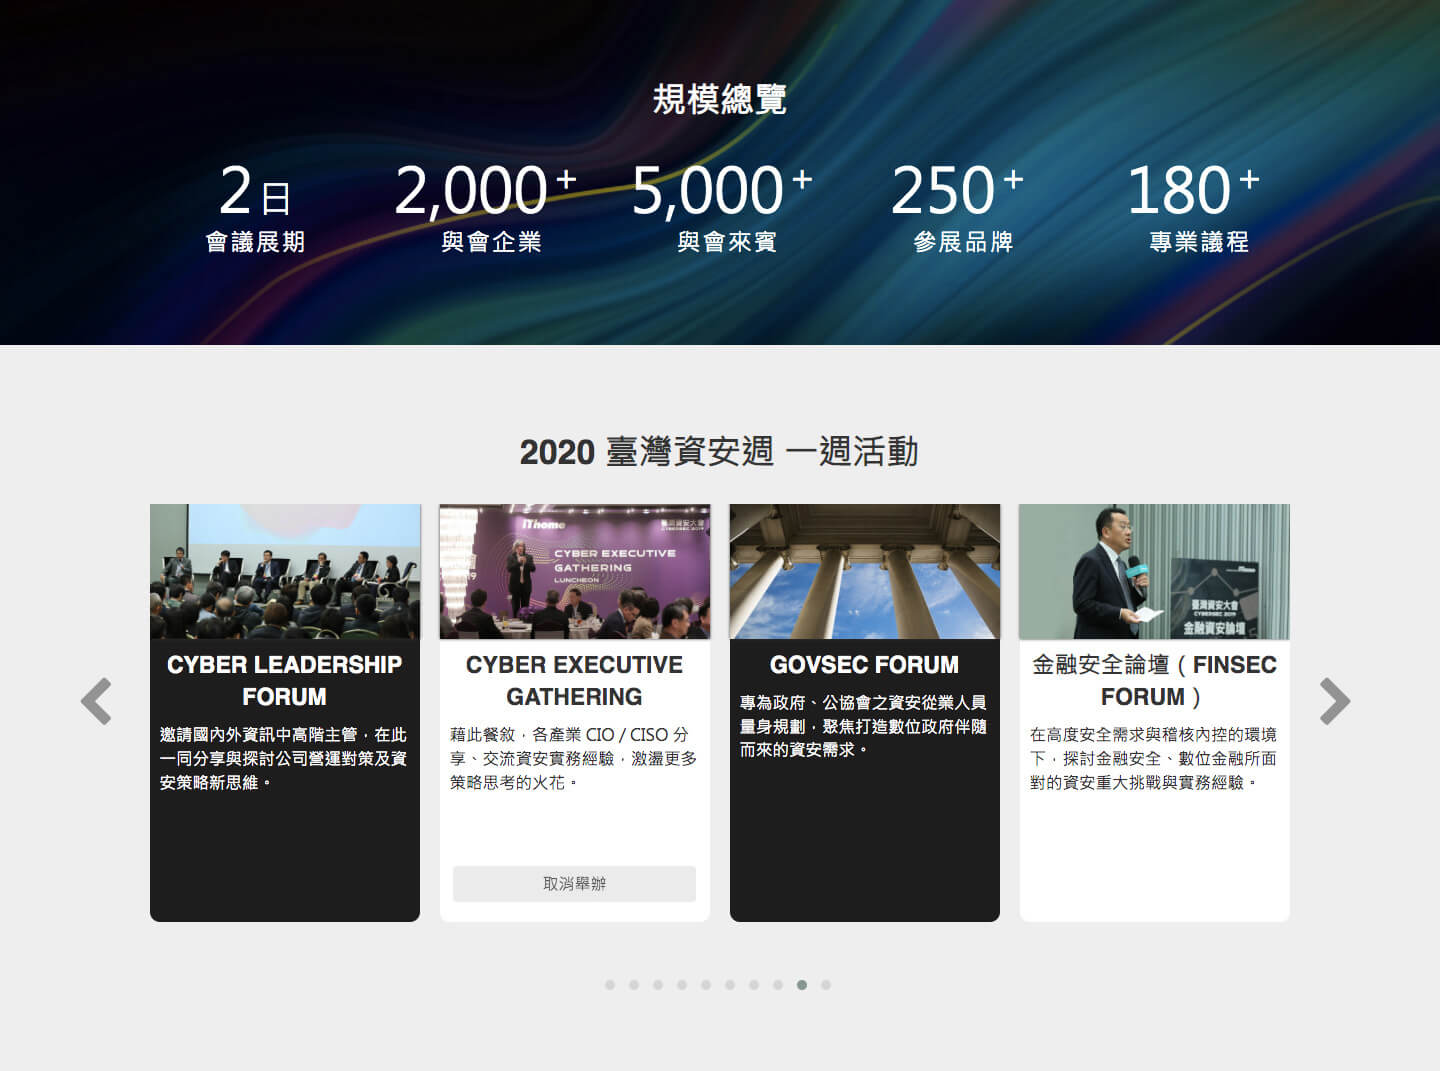 規模總覽
2日
會議展期
2,000+
與會企業
5,000+
與會來賓
250+
參展品牌
180+
專業議程
2020 臺灣資安週 一週活動
CYBER LEADERSHIP
FORUM
邀請國內外資訊中高階主管，在此
一同分享與探討公司營運對策及資
安策略新思維。
iThome
臺灣資安大會
CYBERSEC 2019
CYBER EXECUTIVE
GATHERING
LUNCHEON
CYBER EXECUTIVE
GATHERING
藉此餐敘，各產業 CIO / CISO 分
享、交流資安實務經驗，激盪更多
策略思考的火花。
取消舉辦
GOVSEC FORUM
專為政府、公協會之資安從業人員
量身規劃，聚焦打造數位政府伴隨
而來的資安需求。
iThome
臺灣資安大會
CYBERSEC 2019
金融資安論壇
金融安全論壇（FINSEC
FORUM）
在高度安全需求與稽核內控的環境
下，探討金融安全、數位金融所面
對的資安重大挑戰與實務經驗。